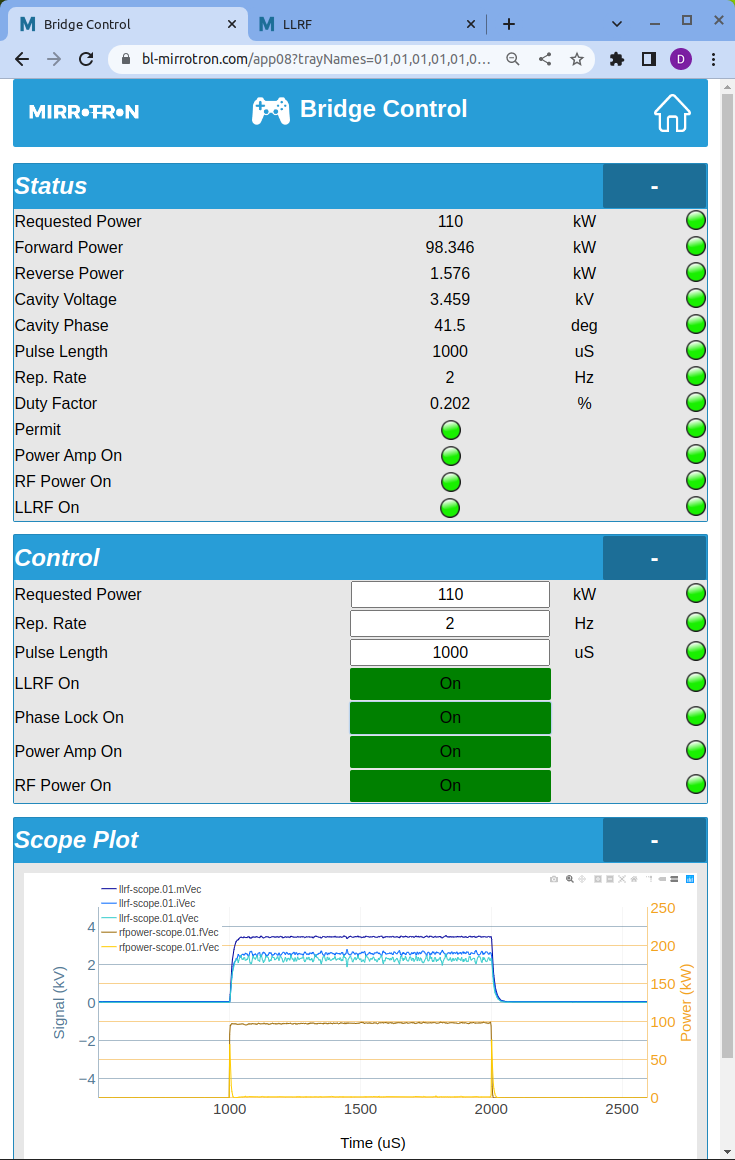 Bridge Control
LLRF
bl-mirrotron.com/app08?trayNames=01,01,01,01,01,0...
D
MIRROTRON
Bridge Control
Status -
Requested Power 110 kW
Forward Power 98.346 kW
Reverse Power 1.576 kW
Cavity Voltage 3.459 kV
Cavity Phase 41.5 deg
Pulse Length 1000 uS
Rep. Rate 2 Hz
Duty Factor 0.202 %
Permit
Power Amp On
RF Power On
LLRF On
Control -
Requested Power 110 kW
Rep. Rate 2 Hz
Pulse Length 1000 uS
LLRF On On
Phase Lock On On
Power Amp On On
RF Power On On
Scope Plot -
llrf-scope.01.mVec
llrf-scope.01.iVec
llrf-scope.01.qVec
rfpower-scope.01.fVec
rfpower-scope.01.rVec
Signal (kV)
4
2
0
−2
−4
250
200
150
100
50
0
Power (kW)
1000 1500 2000 2500
Time (uS)